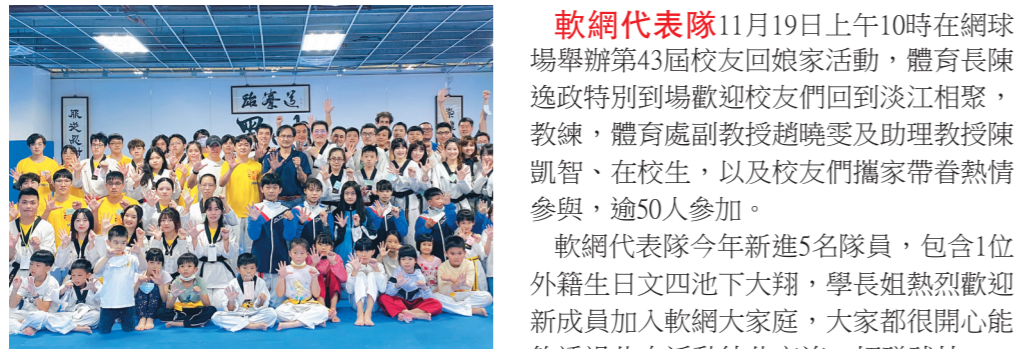 跆拳道
軟網代表隊11月19日上午10時在網球
場舉辦第43屆校友回娘家活動，體育長陳
逸政特別到場歡迎校友們回到淡江相聚，
教練，體育處副教授趙曉雯及助理教授陳
凱智、在校生，以及校友們攜家帶眷熱情
參與，逾50人參加。
軟網代表隊今年新進5名隊員，包含1位
外籍生日文四池下大翔，學長姐熱烈歡迎
新成員加入軟網大家庭，大家都很開心能